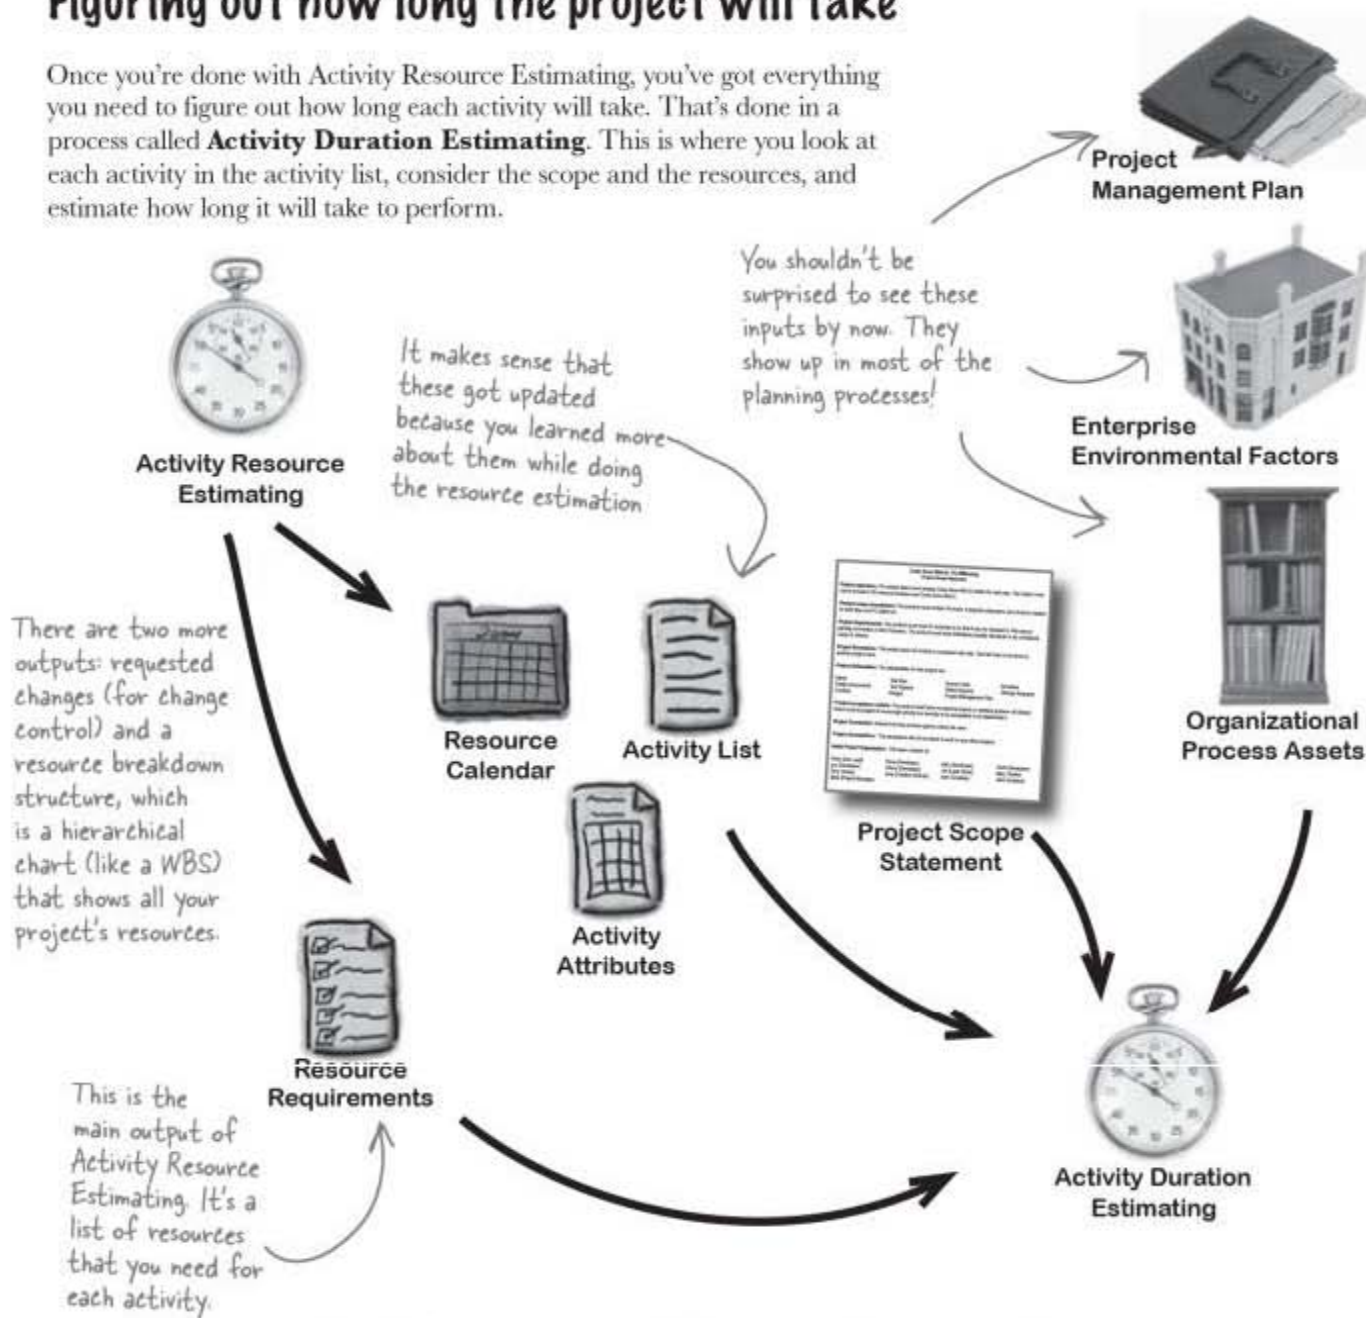 Figuring out how long the project will take
Once you're done with Activity Resource Estimating, you've got everything
you need to figure out how long each activity will take. That's done in a
process called Activity Duration Estimating. This is where you look at
each activity in the activity list, consider the scope and the resources, and
estimate how long it will take to perform.
Project
Management Plan
You shouldn't be
surprised to see these
inputs by now. They
show up in most of the
planning processes!
Enterprise
Environmental Factors
It makes sense that
these got updated
because you learned more
about them while doing
the resource estimation
Activity Resource
Estimating
Organizational
Process Assets
There are two more
outputs: requested
changes (for change
control) and a
resource breakdown
structure, which
is a hierarchical
chart (like a WBS)
that shows all your
project's resources.
Resource
Calendar
Activity List
Project Scope
Statement
Activity
Attributes
Resource
Requirements
This is the
main output of
Activity Resource
Estimating. It's a
list of resources
that you need for
each activity.
Activity Duration
Estimating